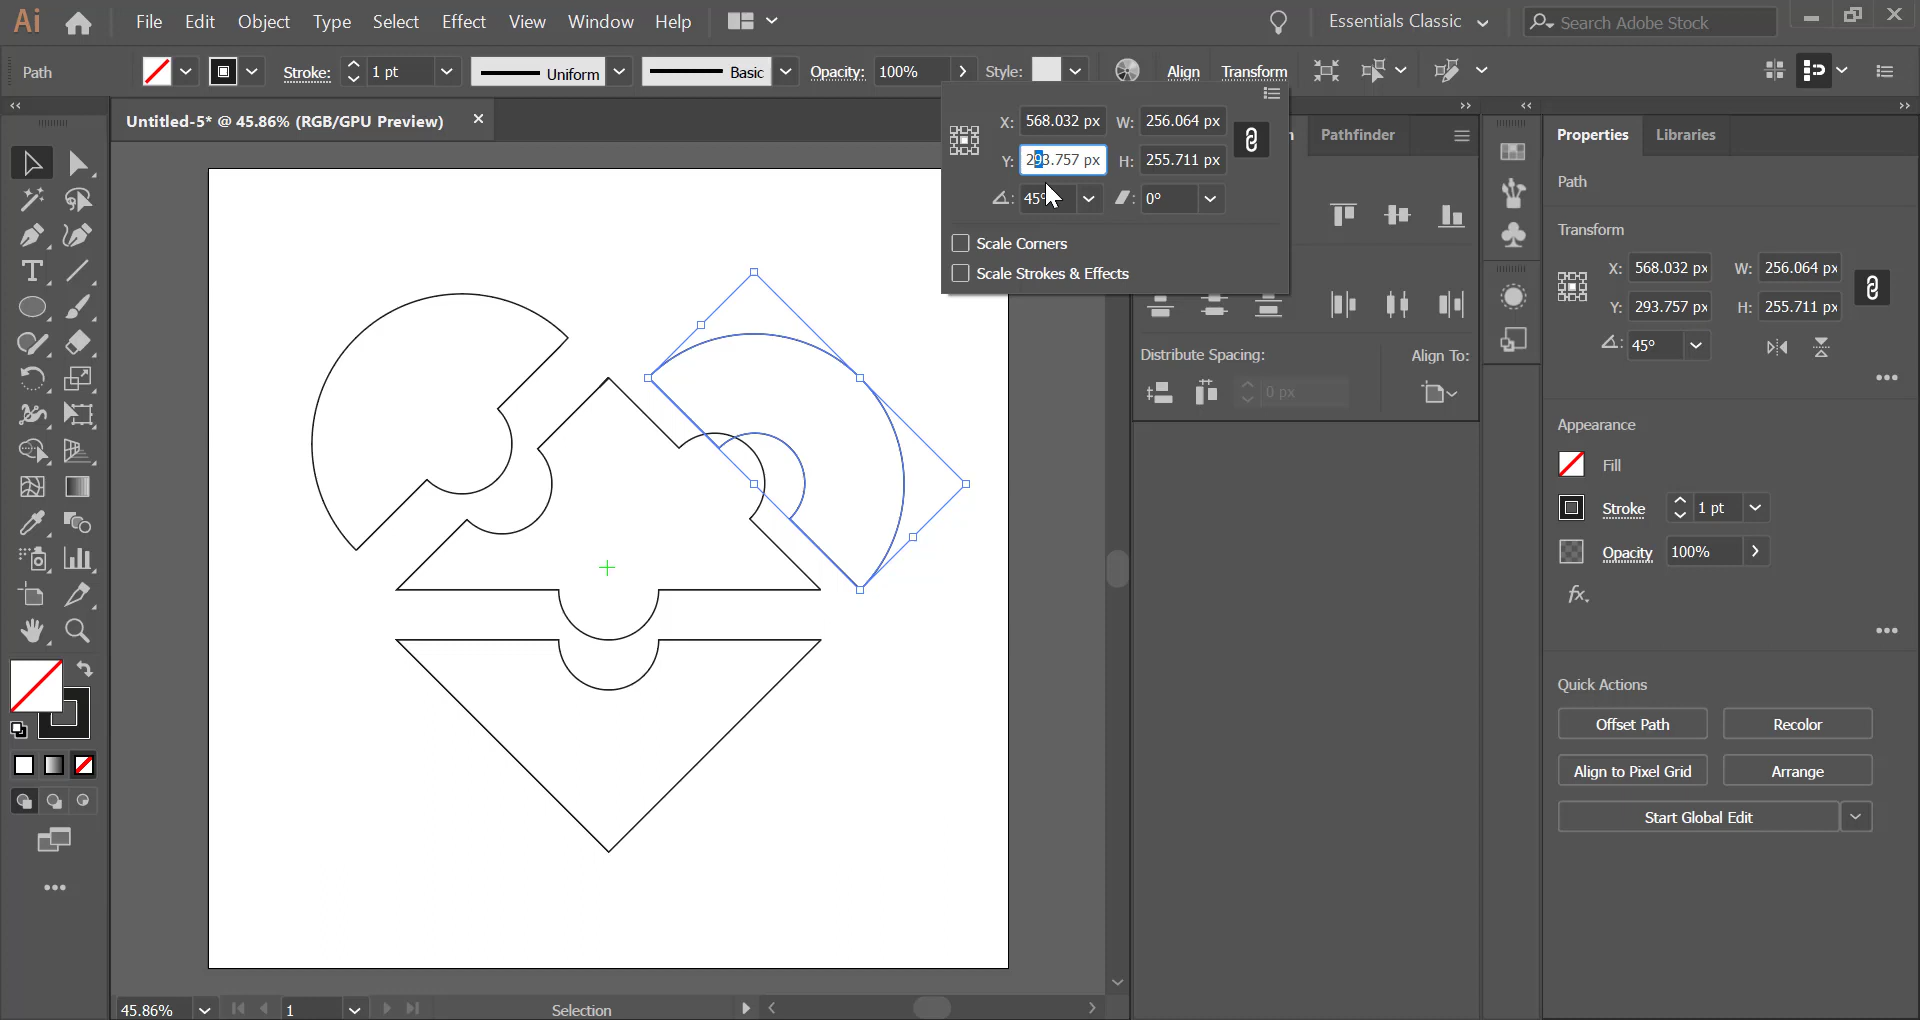 Ai File Edit Object Type Select Effect View Window Help Essentials Classic Search Adobe Stock
Path Stroke: 1 pt Uniform Basic Opacity: 100% Style: Align Transform
Untitled-5* @ 45.86% (RGB/GPU Preview)
X: 568.032 px W: 256.064 px
Y: 293.757 px H: 255.711 px
45° 0°
Scale Corners
Scale Strokes & Effects
Pathfinder
Distribute Spacing: Align To:
0 px
Properties Libraries
Path
Transform
X: 568.032 px W: 256.064 px
Y: 293.757 px H: 255.711 px
45°
Appearance
Fill
Stroke 1 pt
Opacity 100%
fx.
Quick Actions
Offset Path Recolor
Align to Pixel Grid Arrange
Start Global Edit
45.86% 1 Selection